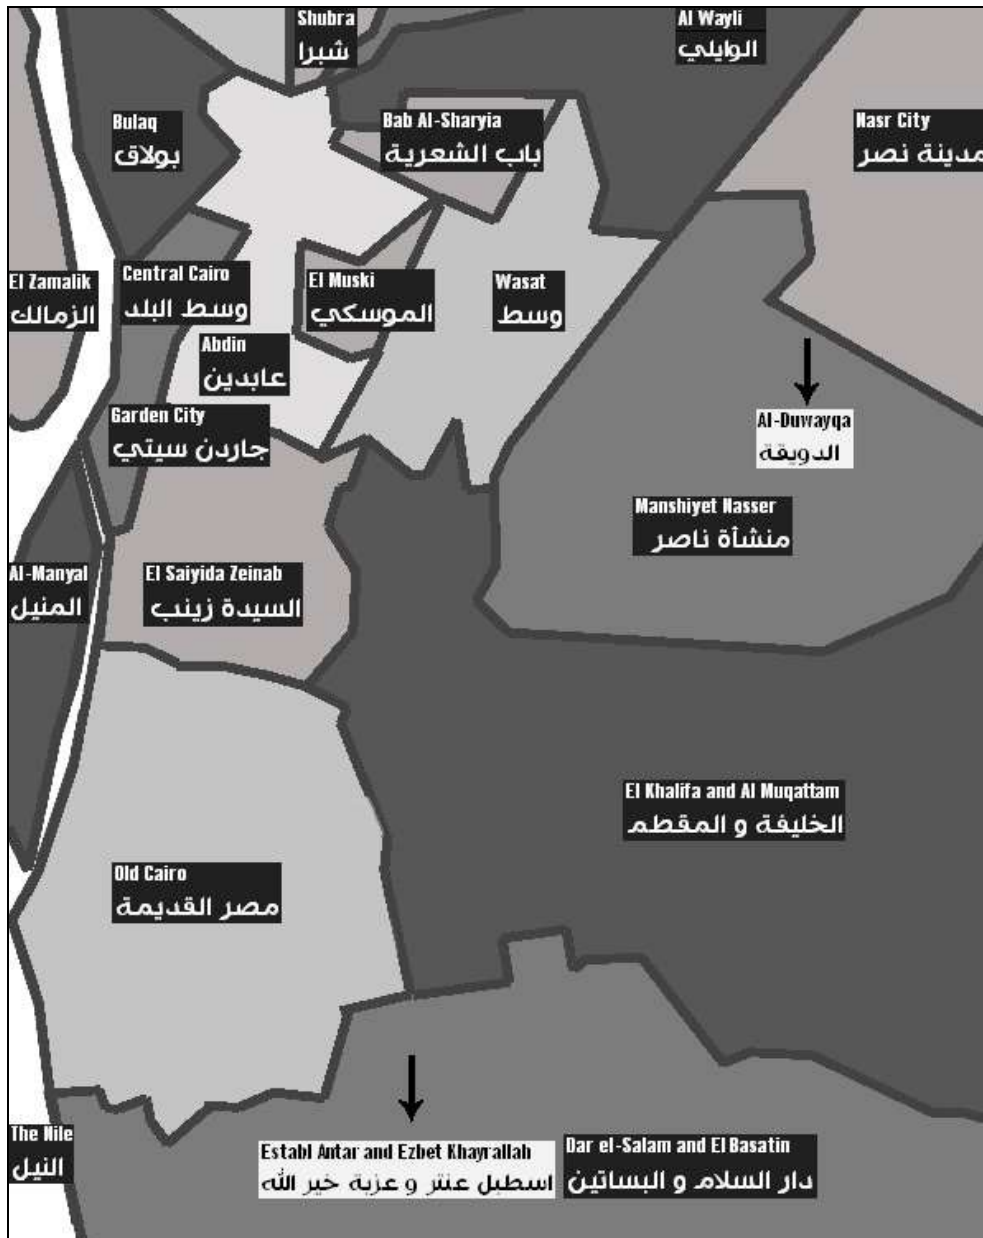 Shubra
شبرا
Al Wayli
الوايلي
Bulaq
بولاق
Bab Al-Sharyia
باب الشعرية
Nasr City
مدينة نصر
El Zamalik
الزمالك
Central Cairo
وسط البلد
El Muski
الموسكي
Wasat
وسط
Abdin
عابدين
Garden City
جاردن سيتي
Al-Duwayqa
الدويقة
Manshiyet Nasser
منشأة ناصر
Al-Manyal
المنيل
El Saiyida Zeinab
السيدة زينب
El Khalifa and Al Muqattam
الخليفة و المقطم
Old Cairo
مصر القديمة
The Nile
النيل
Establ Antar and Ezbet Khayrallah
اسطبل عنتر و عزبة خير الله
Dar el-Salam and El Basatin
دار السلام و البساتين